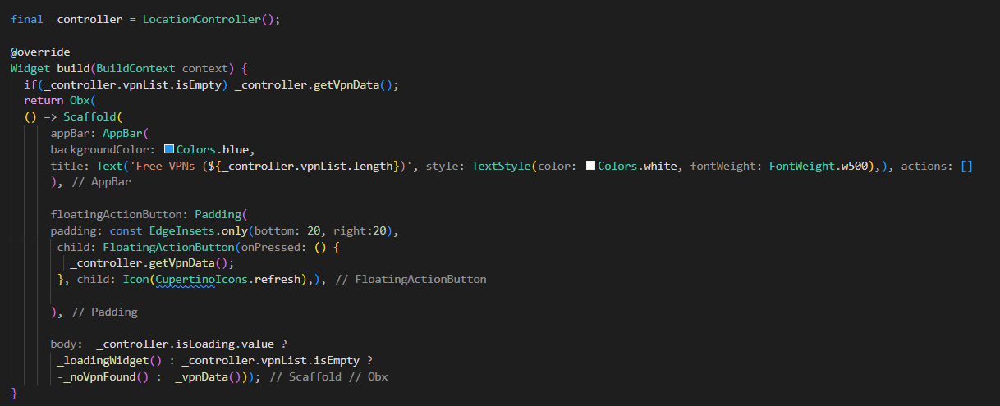 final _controller = LocationController();
@override
Widget build(BuildContext context) {
if(_controller.vpnList.isEmpty) _controller.getVpnData();
return Obx(
() => Scaffold(
appBar: AppBar(
backgroundColor: Colors.blue,
title: Text('Free VPNs (${_controller.vpnList.length})', style: TextStyle(color: Colors.white, fontWeight: FontWeight.w500),), actions: []
), // AppBar
floatingActionButton: Padding(
padding: const EdgeInsets.only(bottom: 20, right:20),
child: FloatingActionButton(onPressed: () {
_controller.getVpnData();
}, child: Icon(CupertinoIcons.refresh),), // FloatingActionButton
), // Padding
body:  _controller.isLoading.value ?
_loadingWidget() : _controller.vpnList.isEmpty ?
-_noVpnFound() :  _vpnData())); // Scaffold // Obx
}